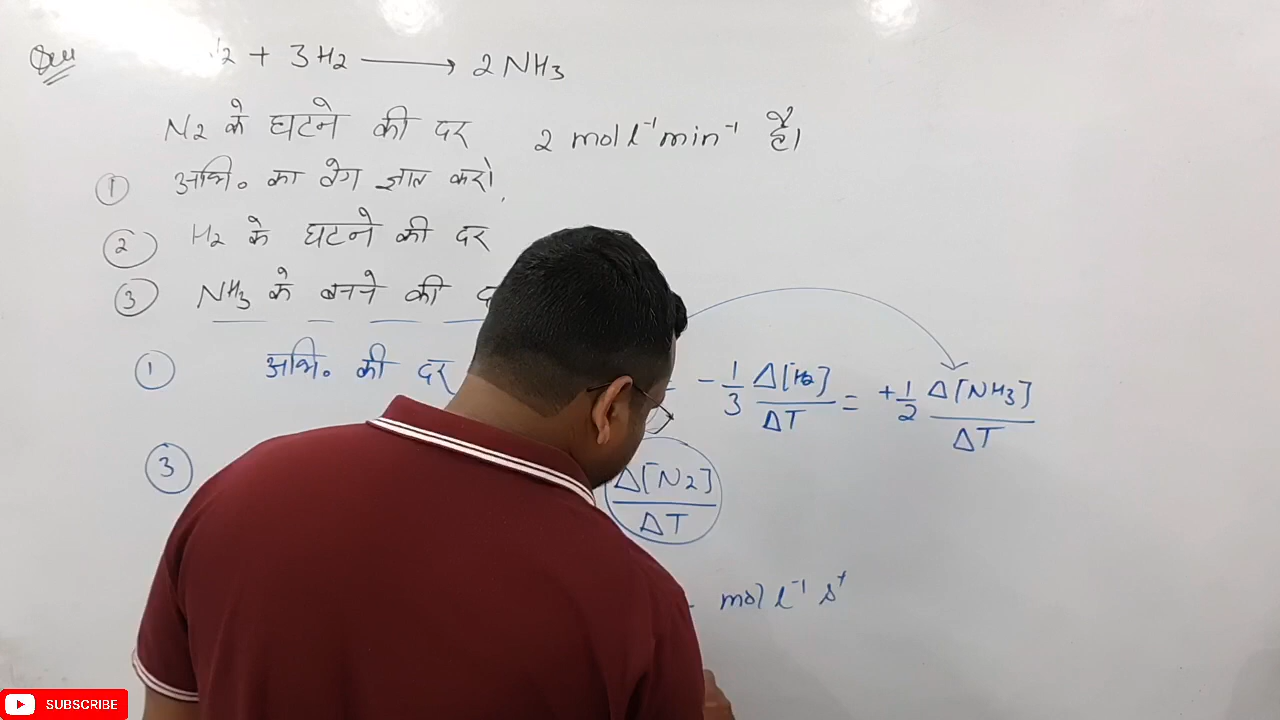 Que
2 + 3H2 ⟶ 2NH3
N2 के घटने की दर 2 mol l⁻¹ min⁻¹ है।
① अभि॰ का वेग ज्ञात करो,
② H2 के घटने की दर
③ NH3 के बनने की
① अभि॰ की दर - 1/3 Δ[H2]/ΔT = + 1/2 Δ[NH3]/ΔT
③ Δ[N2]/ΔT
mol l⁻¹ s⁺
SUBSCRIBE